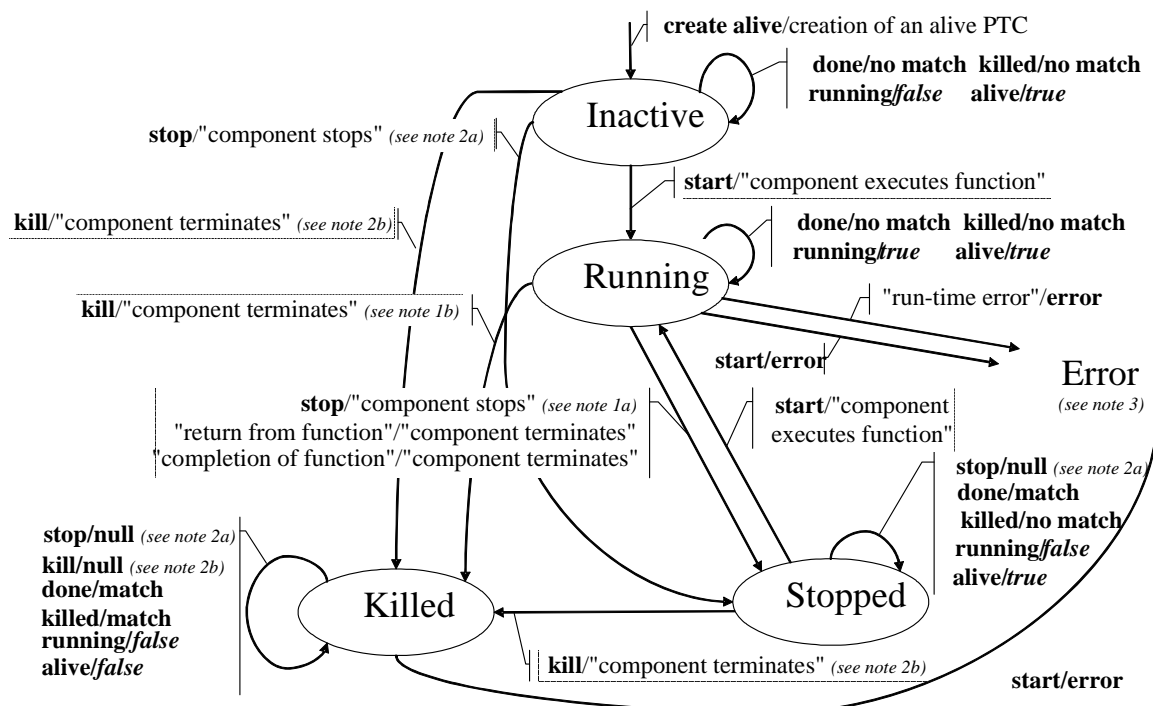 create alive/creation of an alive PTC
done/no match killed/no match
running/false alive/true
Inactive
stop/"component stops" (see note 2a)
start/"component executes function"
kill/"component terminates" (see note 2b)
done/no match killed/no match
running/true alive/true
Running
"run-time error"/error
kill/"component terminates" (see note 1b)
start/error
Error
(see note 3)
stop/"component stops" (see note 1a)
"return from function"/"component terminates"
"completion of function"/"component terminates"
start/"component
executes function"
stop/null (see note 2a)
done/match
killed/no match
running/false
alive/true
stop/null (see note 2a)
kill/null (see note 2b)
done/match
killed/match
running/false
alive/false
Killed
Stopped
kill/"component terminates" (see note 2b)
start/error